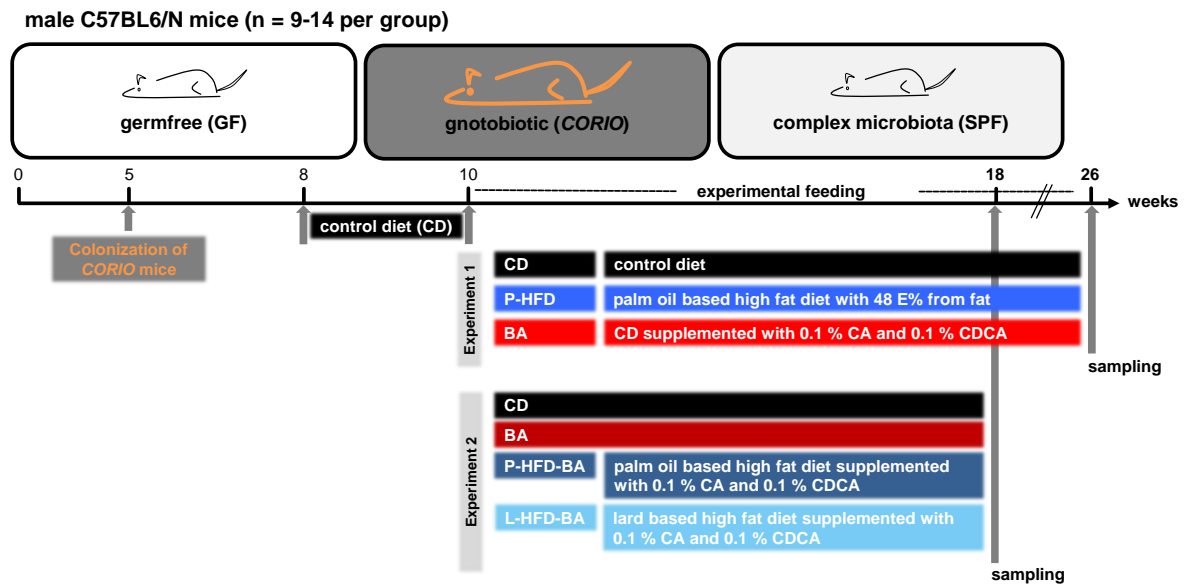 male C57BL6/N mice (n = 9-14 per group)
germfree (GF)
gnotobiotic (CORIO)
complex microbiota (SPF)
0 5 8 10 18 26
experimental feeding
weeks
control diet (CD)
Colonization of
CORIO mice
Experiment 1
CD control diet
P-HFD palm oil based high fat diet with 48 E% from fat
BA CD supplemented with 0.1 % CA and 0.1 % CDCA
sampling
Experiment 2
CD
BA
P-HFD-BA palm oil based high fat diet supplemented
with 0.1 % CA and 0.1 % CDCA
L-HFD-BA lard based high fat diet supplemented with
0.1 % CA and 0.1 % CDCA
sampling